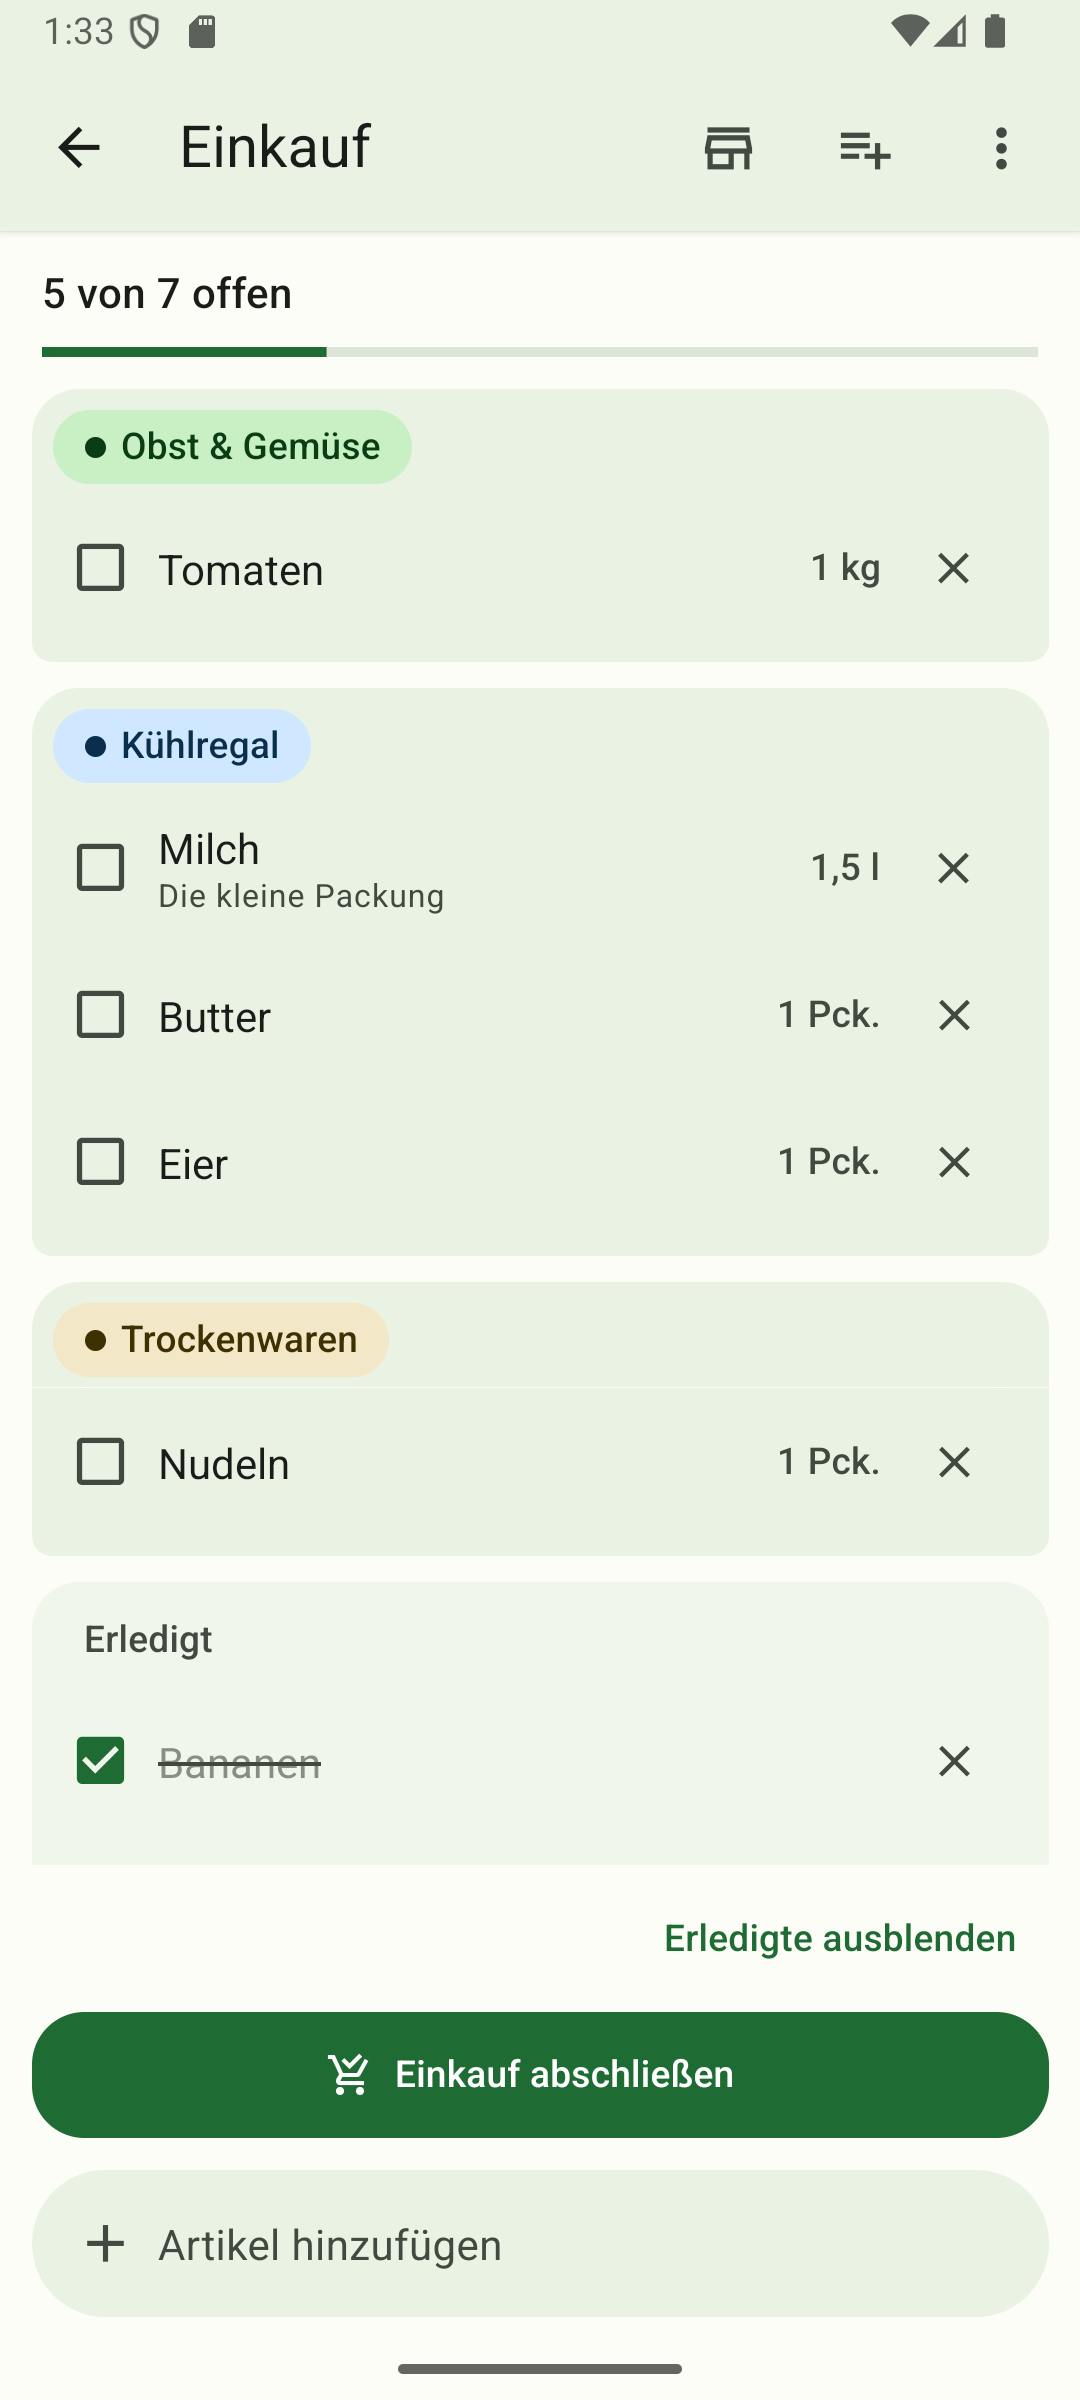 1:33
Einkauf
5 von 7 offen
Obst & Gemüse
Tomaten 1 kg
Kühlregal
Milch 1,5 l
Die kleine Packung
Butter 1 Pck.
Eier 1 Pck.
Trockenwaren
Nudeln 1 Pck.
Erledigt
Bananen
Erledigte ausblenden
Einkauf abschließen
Artikel hinzufügen